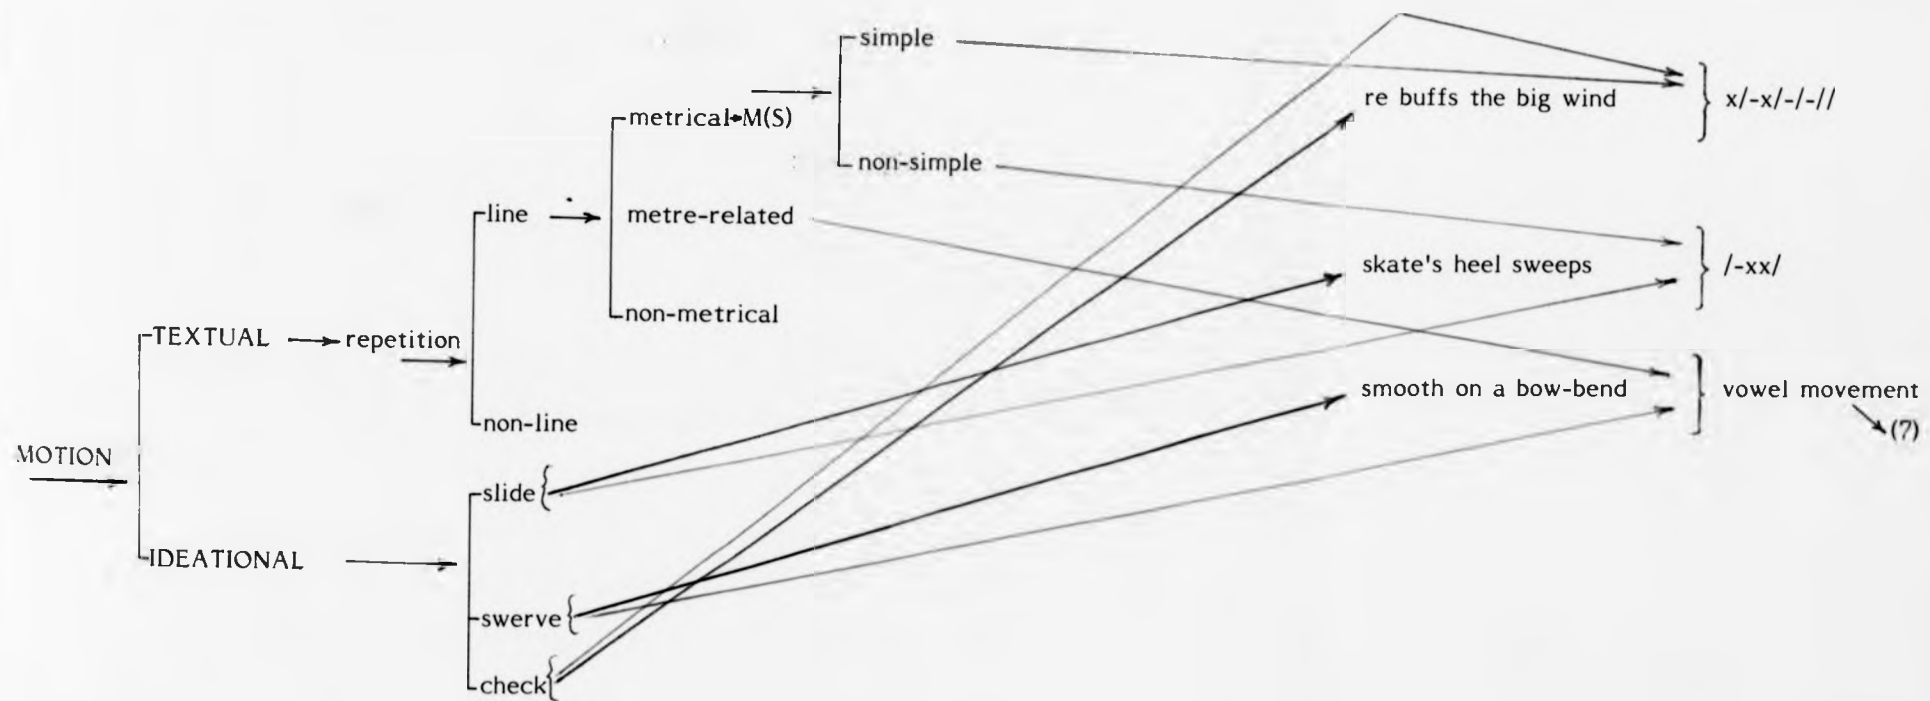 simple
re buffs the big wind
x/-x/-/-//
metrical M(S)
non-simple
line
metre-related
skate's heel sweeps
/-xx/
non-metrical
TEXTUAL
repetition
smooth on a bow-bend
vowel movement
(?)
non-line
MOTION
slide
IDEATIONAL
swerve
check